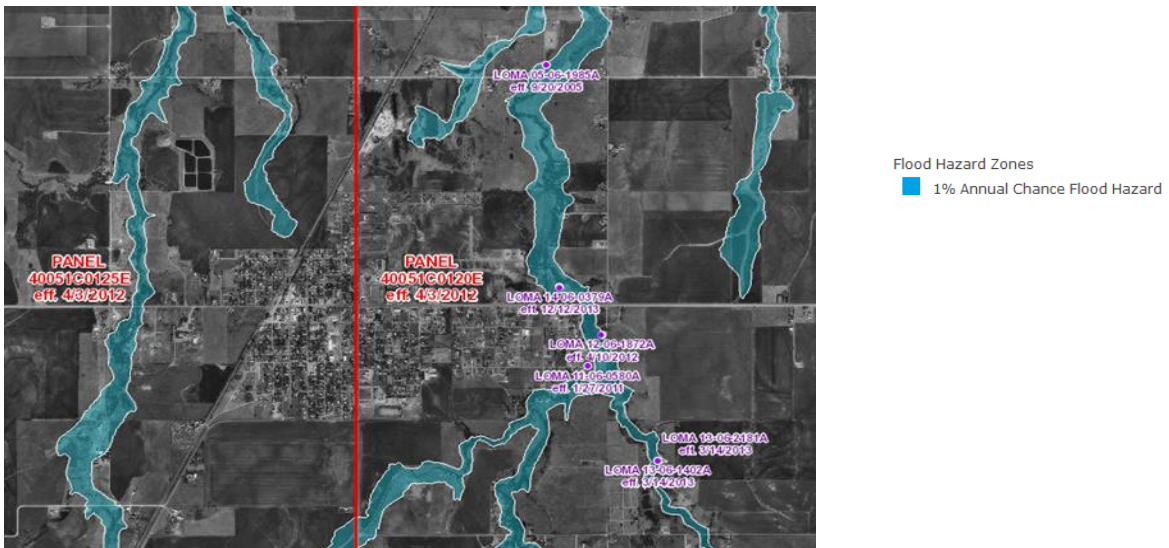 LOMA 05-06-1985A
eff. 9/20/2005
PANEL
40051C0125E
eff. 4/3/2012
PANEL
40051C0120E
eff. 4/3/2012
LOMA 14-06-0379A
eff. 12/12/2013
LOMA 12-06-1872A
eff. 4/10/2012
LOMA 11-06-0580A
eff. 1/27/2011
LOMA 13-06-2181A
eff. 3/14/2013
LOMA 13-06-1402A
eff. 3/14/2013
Flood Hazard Zones
1% Annual Chance Flood Hazard